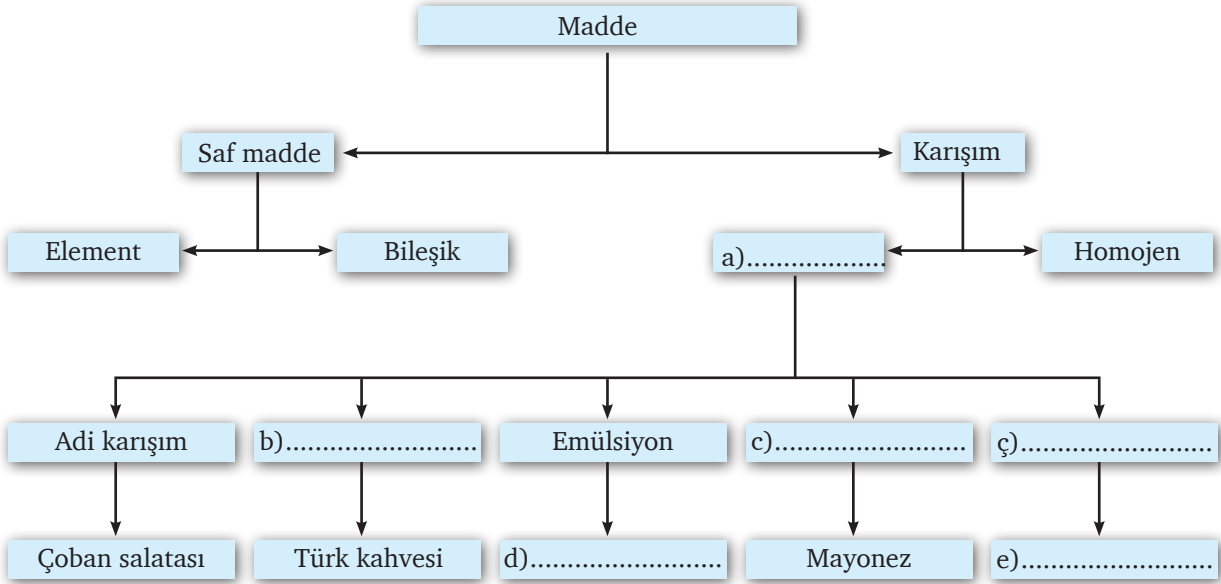 Madde
Saf madde
Karışım
Element
Bileşik
a)...................
Homojen
Adi karışım
b)..........................
Emülsiyon
c)..........................
ç)..........................
Çoban salatası
Türk kahvesi
d)..........................
Mayonez
e)..........................